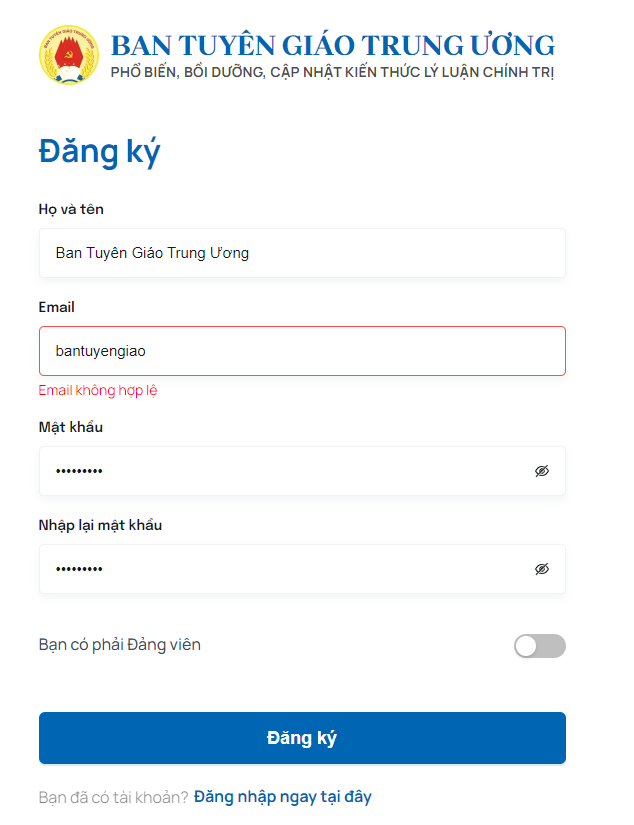 BAN TUYÊN GIÁO TRUNG ƯƠNG
PHỔ BIẾN, BỒI DƯỠNG, CẬP NHẬT KIẾN THỨC LÝ LUẬN CHÍNH TRỊ
Đăng ký
Họ và tên
Ban Tuyên Giáo Trung Ương
Email
bantuyengiao
Email không hợp lệ
Mật khẩu
•••••••••
Nhập lại mật khẩu
•••••••••
Bạn có phải Đảng viên
Đăng ký
Bạn đã có tài khoản? Đăng nhập ngay tại đây